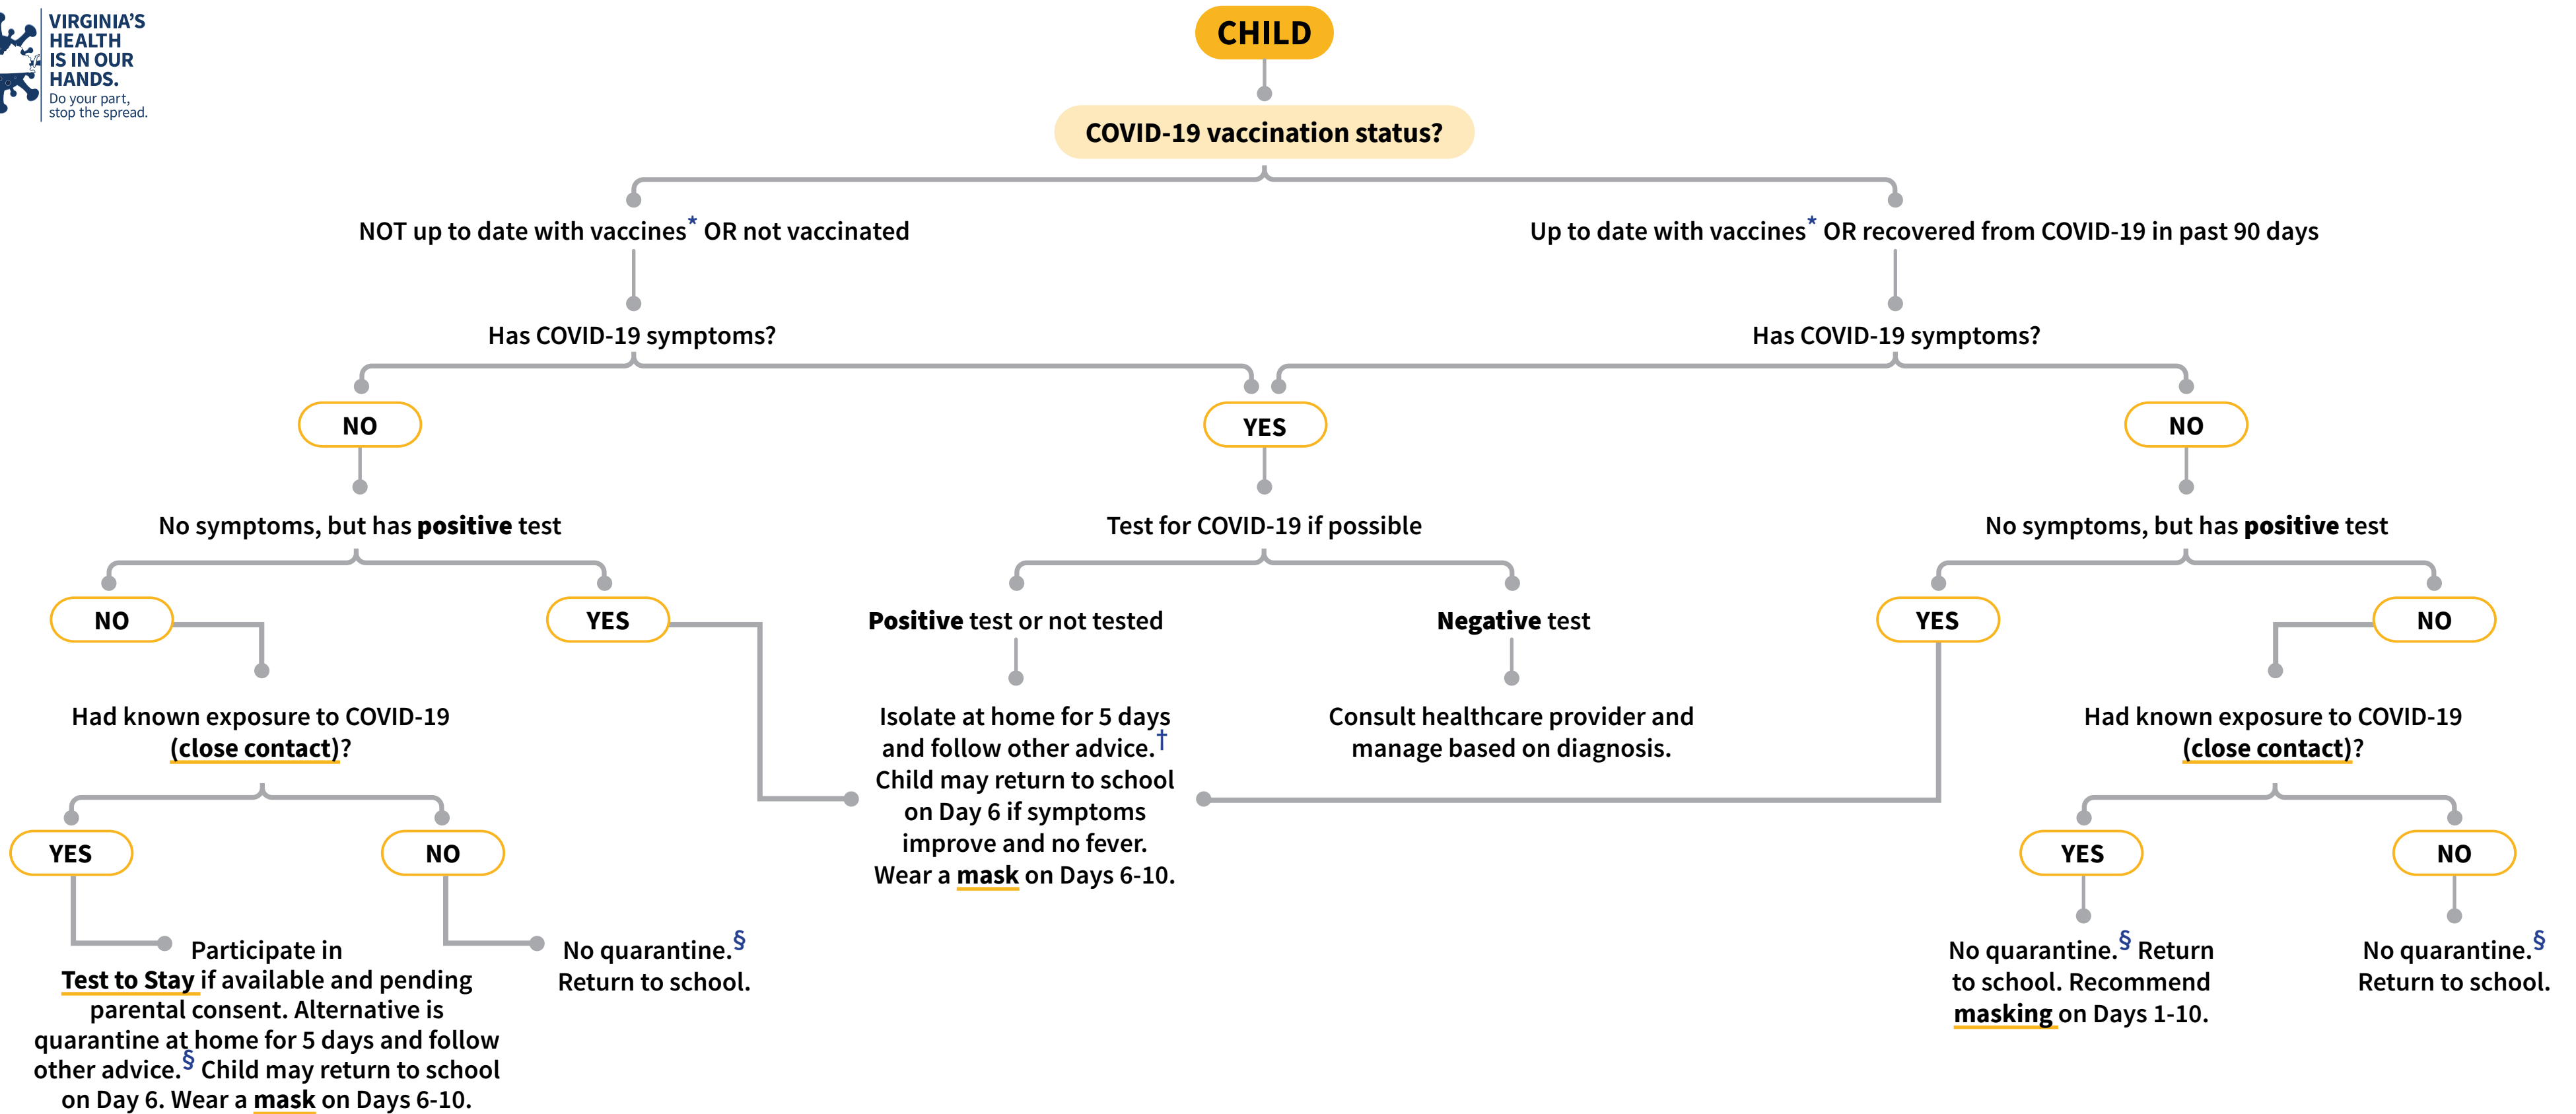 VIRGINIA'S
HEALTH
IS IN OUR
HANDS.
Do your part,
stop the spread.
CHILD
COVID-19 vaccination status?
NOT up to date with vaccines* OR not vaccinated
Up to date with vaccines* OR recovered from COVID-19 in past 90 days
Has COVID-19 symptoms?
Has COVID-19 symptoms?
NO
YES
NO
No symptoms, but has positive test
Test for COVID-19 if possible
No symptoms, but has positive test
NO
YES
Positive test or not tested
Negative test
YES
NO
Had known exposure to COVID-19
(close contact)?
Isolate at home for 5 days
and follow other advice.†
Child may return to school
on Day 6 if symptoms
improve and no fever.
Wear a mask on Days 6-10.
Consult healthcare provider and
manage based on diagnosis.
Had known exposure to COVID-19
(close contact)?
YES
NO
YES
NO
Participate in
Test to Stay if available and pending
parental consent. Alternative is
quarantine at home for 5 days and follow
other advice.§ Child may return to school
on Day 6. Wear a mask on Days 6-10.
No quarantine.§
Return to school.
No quarantine.§ Return
to school. Recommend
masking on Days 1-10.
No quarantine.§
Return to school.